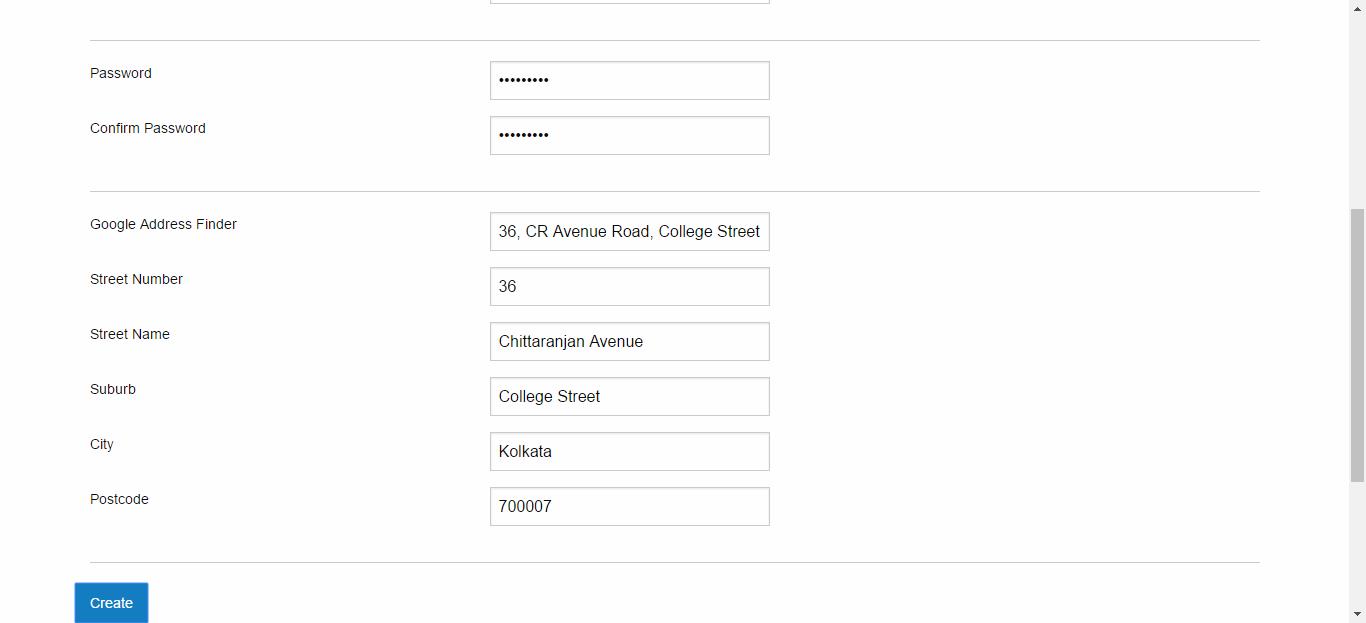 Password
•••••••••
Confirm Password
•••••••••
Google Address Finder
36, CR Avenue Road, College Street
Street Number
36
Street Name
Chittaranjan Avenue
Suburb
College Street
City
Kolkata
Postcode
700007
Create